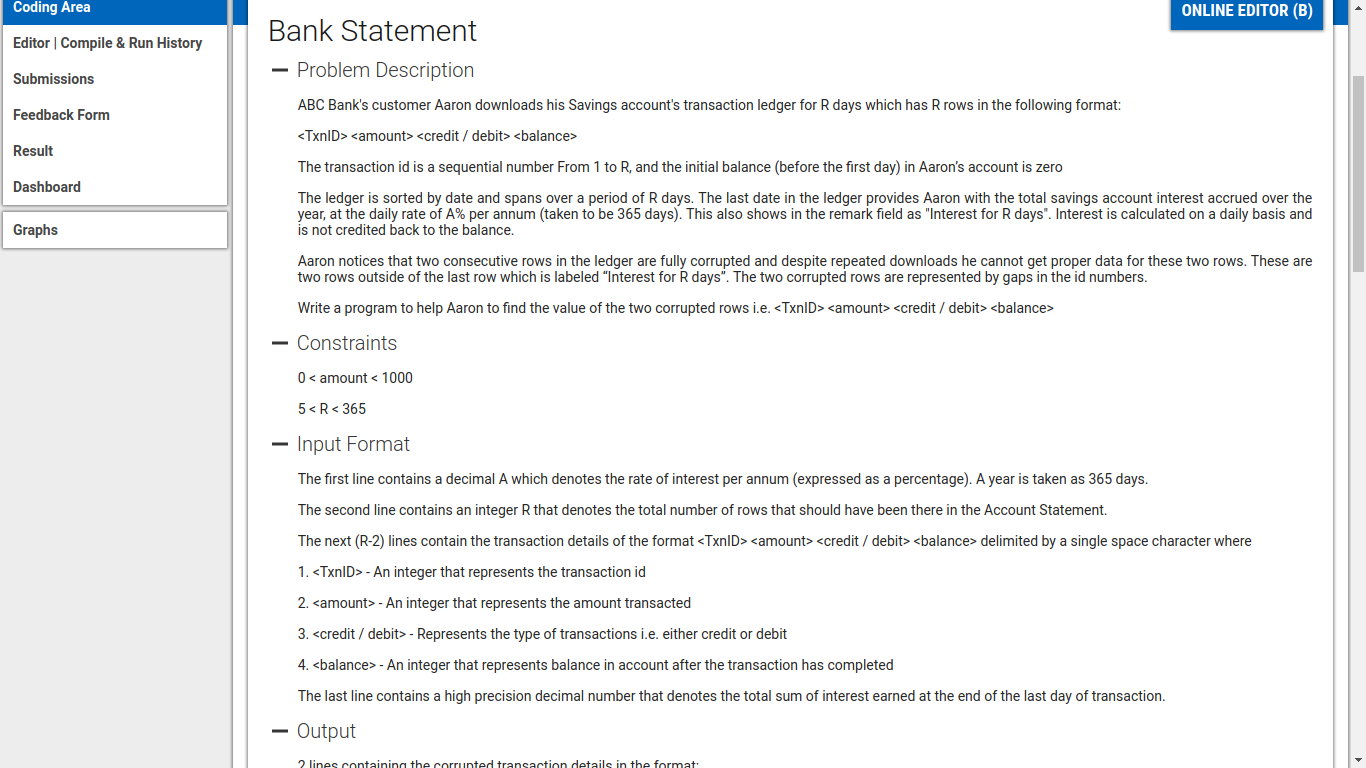 Coding Area
Editor | Compile & Run History
Submissions
Feedback Form
Result
Dashboard
Graphs
ONLINE EDITOR (B)
Bank Statement
Problem Description
ABC Bank's customer Aaron downloads his Savings account's transaction ledger for R days which has R rows in the following format:
<TxnID> <amount> <credit / debit> <balance>
The transaction id is a sequential number From 1 to R, and the initial balance (before the first day) in Aaron’s account is zero
The ledger is sorted by date and spans over a period of R days. The last date in the ledger provides Aaron with the total savings account interest accrued over the
year, at the daily rate of A% per annum (taken to be 365 days). This also shows in the remark field as "Interest for R days". Interest is calculated on a daily basis and
is not credited back to the balance.
Aaron notices that two consecutive rows in the ledger are fully corrupted and despite repeated downloads he cannot get proper data for these two rows. These are
two rows outside of the last row which is labeled “Interest for R days”. The two corrupted rows are represented by gaps in the id numbers.
Write a program to help Aaron to find the value of the two corrupted rows i.e. <TxnID> <amount> <credit / debit> <balance>
Constraints
0 < amount < 1000
5 < R < 365
Input Format
The first line contains a decimal A which denotes the rate of interest per annum (expressed as a percentage). A year is taken as 365 days.
The second line contains an integer R that denotes the total number of rows that should have been there in the Account Statement.
The next (R-2) lines contain the transaction details of the format <TxnID> <amount> <credit / debit> <balance> delimited by a single space character where
1. <TxnID> - An integer that represents the transaction id
2. <amount> - An integer that represents the amount transacted
3. <credit / debit> - Represents the type of transactions i.e. either credit or debit
4. <balance> - An integer that represents balance in account after the transaction has completed
The last line contains a high precision decimal number that denotes the total sum of interest earned at the end of the last day of transaction.
Output
2 lines containing the corrupted transaction details in the format: